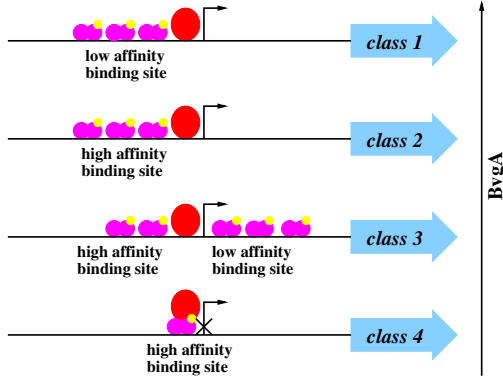 class 1
low affinity
binding site
class 2
high affinity
binding site
class 3
high affinity
binding site
low affinity
binding site
class 4
high affinity
binding site
BvgA